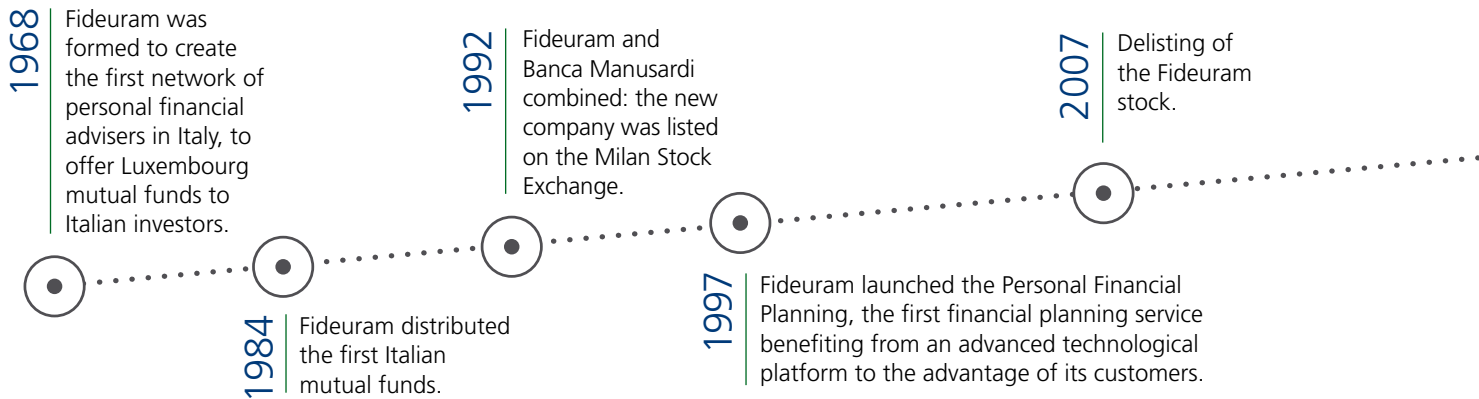 1968
Fideuram was
formed to create
the first network of
personal financial
advisers in Italy, to
offer Luxembourg
mutual funds to
Italian investors.
1984
Fideuram distributed
the first Italian
mutual funds.
1992
Fideuram and
Banca Manusardi
combined: the new
company was listed
on the Milan Stock
Exchange.
1997
Fideuram launched the Personal Financial
Planning, the first financial planning service
benefiting from an advanced technological
platform to the advantage of its customers.
2007
Delisting of
the Fideuram
stock.